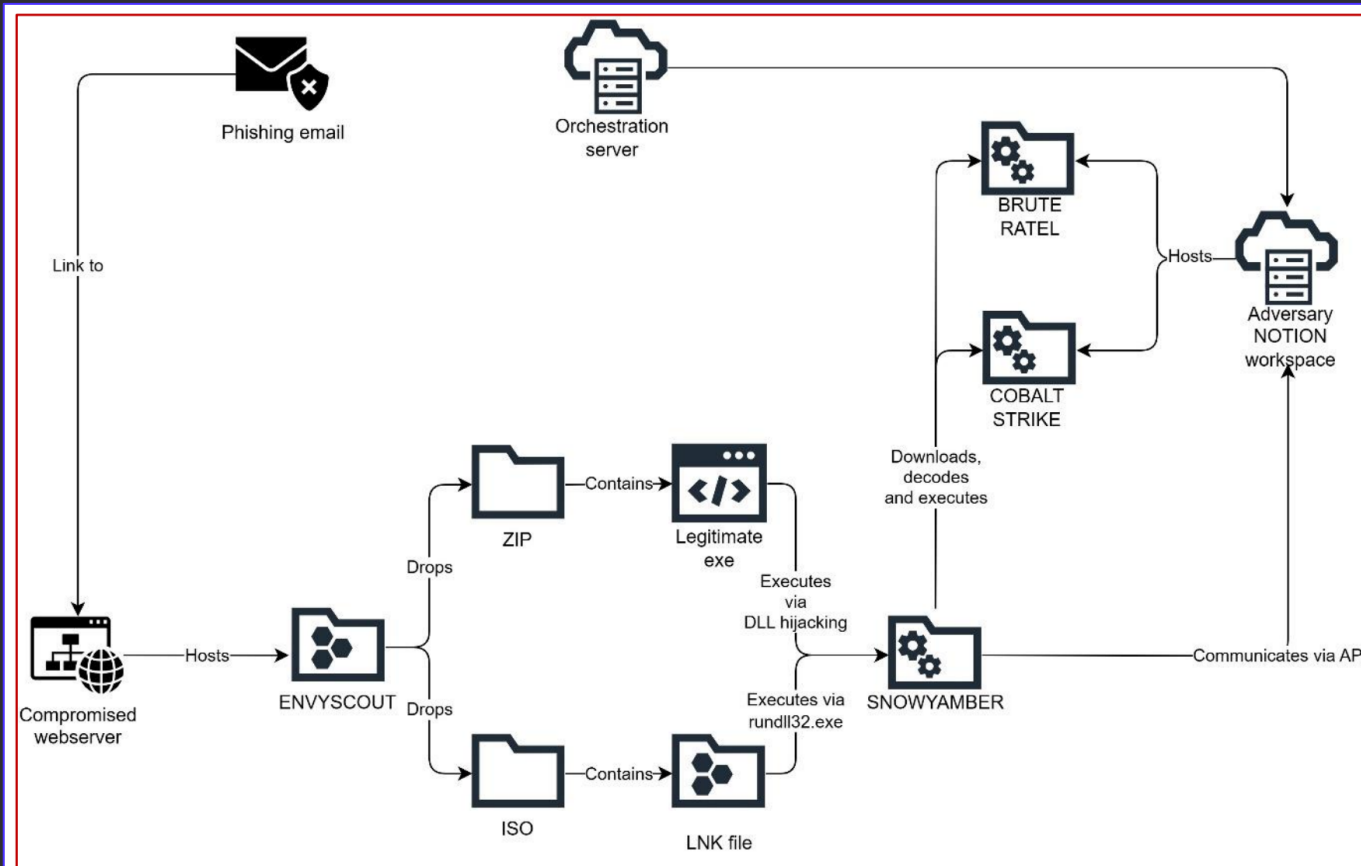 Phishing email
Orchestration
server
BRUTE
RATEL
Link to
Hosts
Adversary
NOTION
workspace
COBALT
STRIKE
Downloads,
decodes
and executes
Contains
ZIP
Legitimate
exe
Drops
Executes
via
DLL hijacking
Hosts
ENVYSCOUT
Compromised
webserver
Drops
Executes via
rundll32.exe
SNOWYAMBER
Communicates via AP
Contains
ISO
LNK file